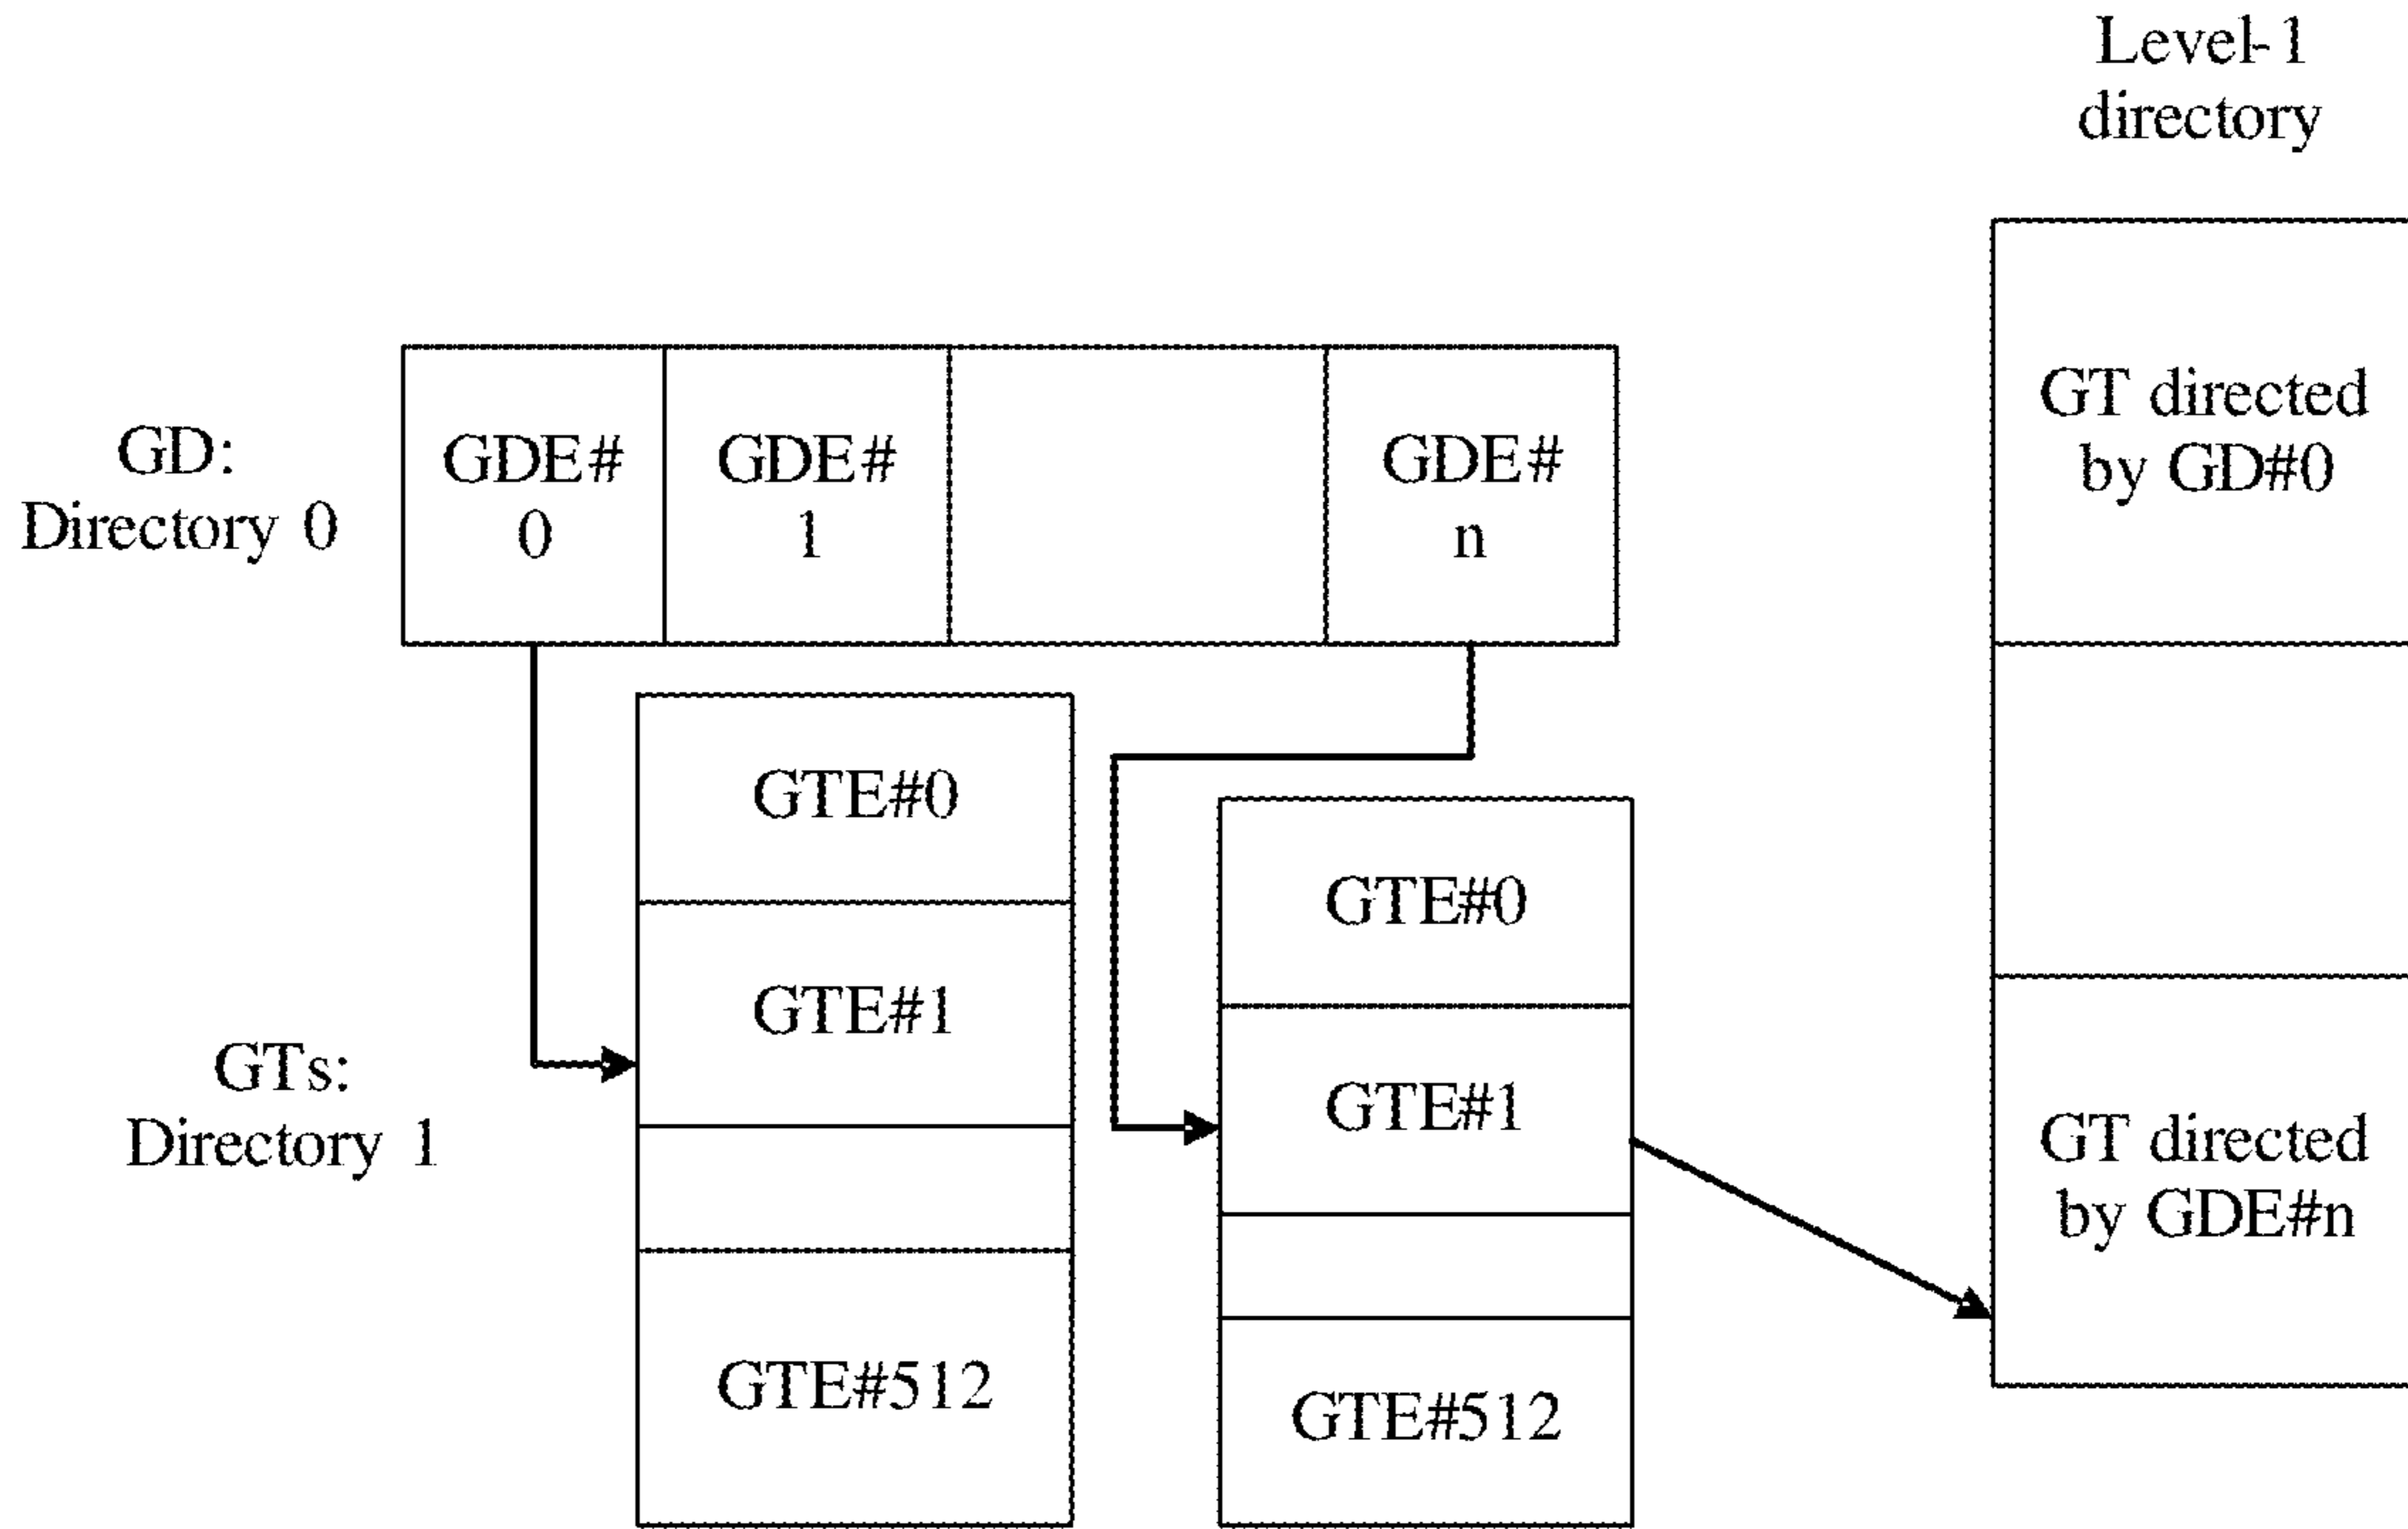 Level-1
directory
GD:
Directory 0
GDE#
0
GDE#
1
GDE#
n
GT directed
by GD#0
GTE#0
GTE#1
GTE#512
GTs:
Directory 1
GTE#0
GTE#1
GTE#512
GT directed
by GDE#n